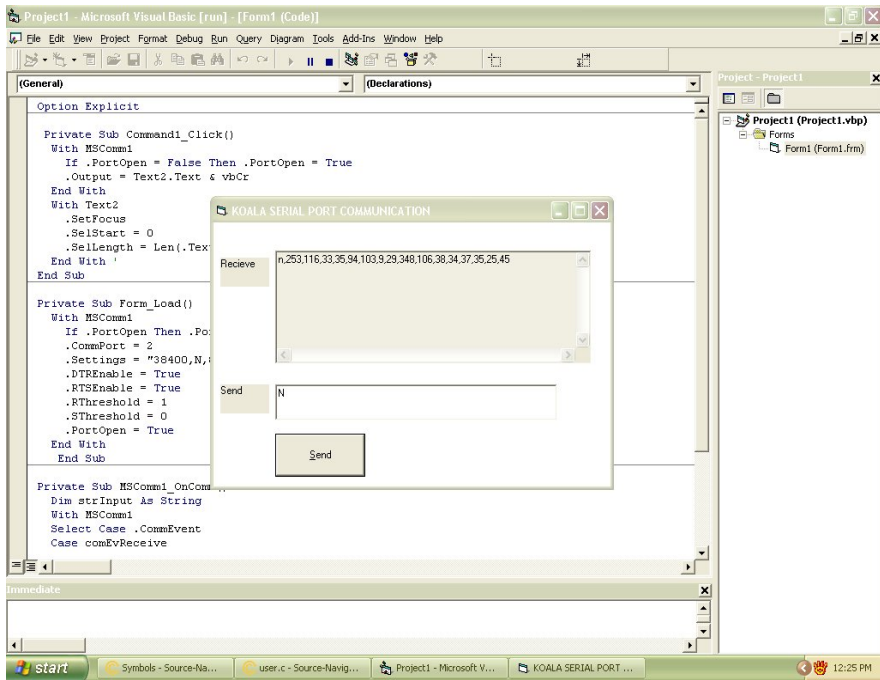 Project1 - Microsoft Visual Basic [run] - [Form1 (Code)]
File Edit View Project Format Debug Run Query Diagram Tools Add-Ins Window Help
(General) (Declarations)
Project - Project1
Option Explicit
Private Sub Command1_Click()
With MSComm1
If .PortOpen = False Then .PortOpen = True
.Output = Text2.Text & vbCr
End With
With Text2
.SetFocus
.SelStart = 0
.SelLength = Len(.Tex
End With '
End Sub
Private Sub Form_Load()
With MSComm1
If .PortOpen Then .Po
.CommPort = 2
.Settings = "38400,N,
.DTREnable = True
.RTSEnable = True
.RThreshold = 1
.SThreshold = 0
.PortOpen = True
End With
End Sub
Private Sub MSComm1_OnComm
Dim strInput As String
With MSComm1
Select Case .CommEvent
Case comEvReceive
KOALA SERIAL PORT COMMUNICATION
Recieve
n,253,116,33,35,94,103,9,29,348,106,38,34,37,35,25,45
Send
N
Send
Project1 (Project1.vbp)
Forms
Form1 (Form1.frm)
Immediate
start
Symbols - Source-Na...
user.c - Source-Navig...
Project1 - Microsoft V...
KOALA SERIAL PORT ...
12:25 PM